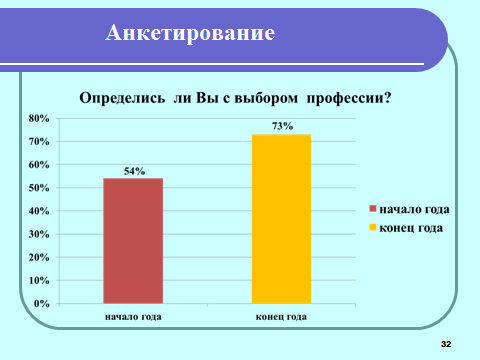 Анкетирование
Определись ли Вы с выбором профессии?
80%
70%
60%
50%
40%
30%
20%
10%
0%
54%
73%
начало года
конец года
начало года
конец года
32